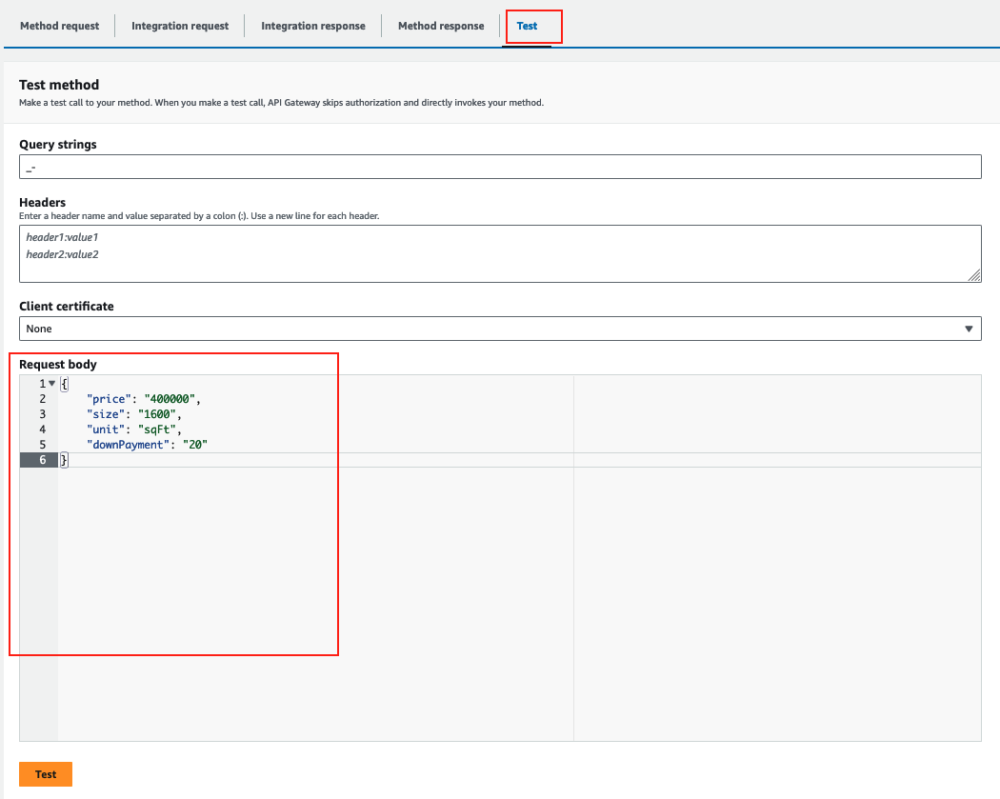 Method request
Integration request
Integration response
Method response
Test
Test method
Make a test call to your method. When you make a test call, API Gateway skips authorization and directly invokes your method.
Query strings
_-
Headers
Enter a header name and value separated by a colon (:). Use a new line for each header.
header1:value1
header2:value2
Client certificate
None
Request body
1 {
2 "price": "400000",
3 "size": "1600",
4 "unit": "sqFt",
5 "downPayment": "20"
6 }
Test